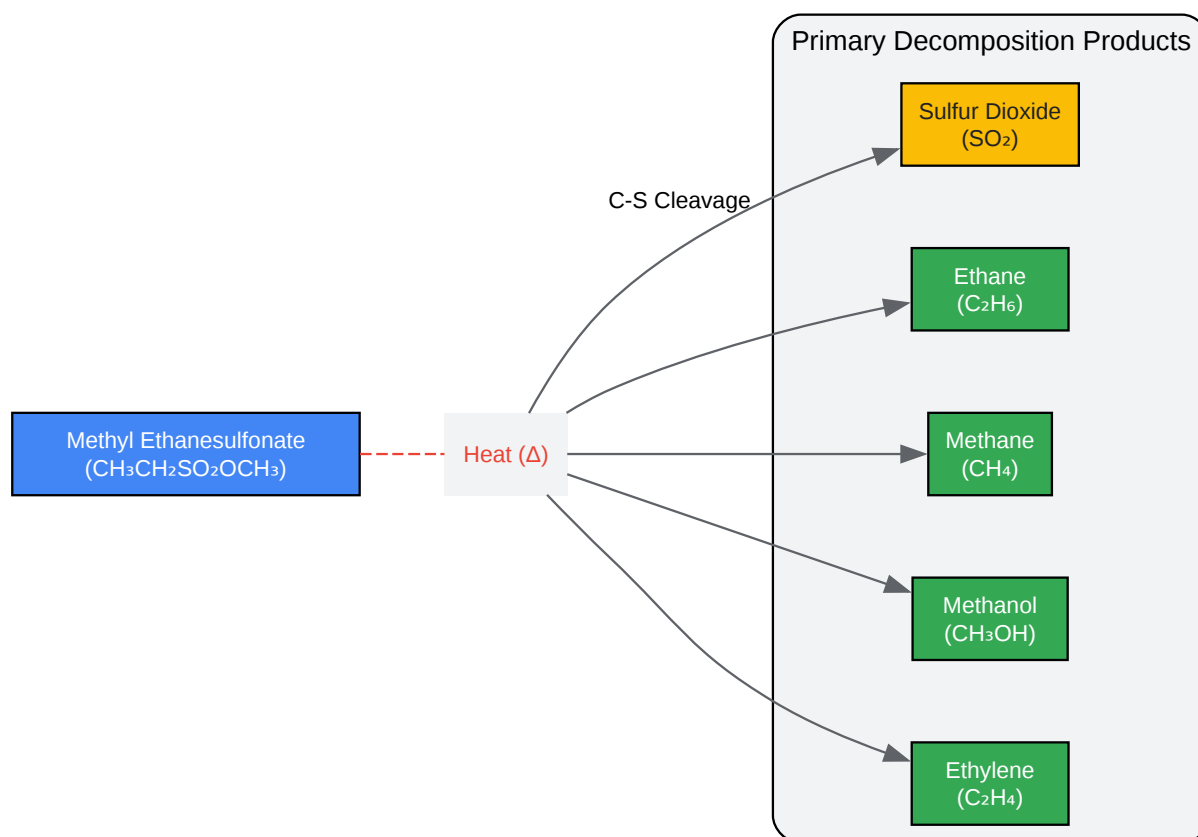 Primary Decomposition Products
Sulfur Dioxide
(SO₂)
C-S Cleavage
Ethane
(C₂H₆)
Methyl Ethanesulfonate
(CH₃CH₂SO₂OCH₃)
Heat (Δ)
Methane
(CH₄)
Methanol
(CH₃OH)
Ethylene
(C₂H₄)